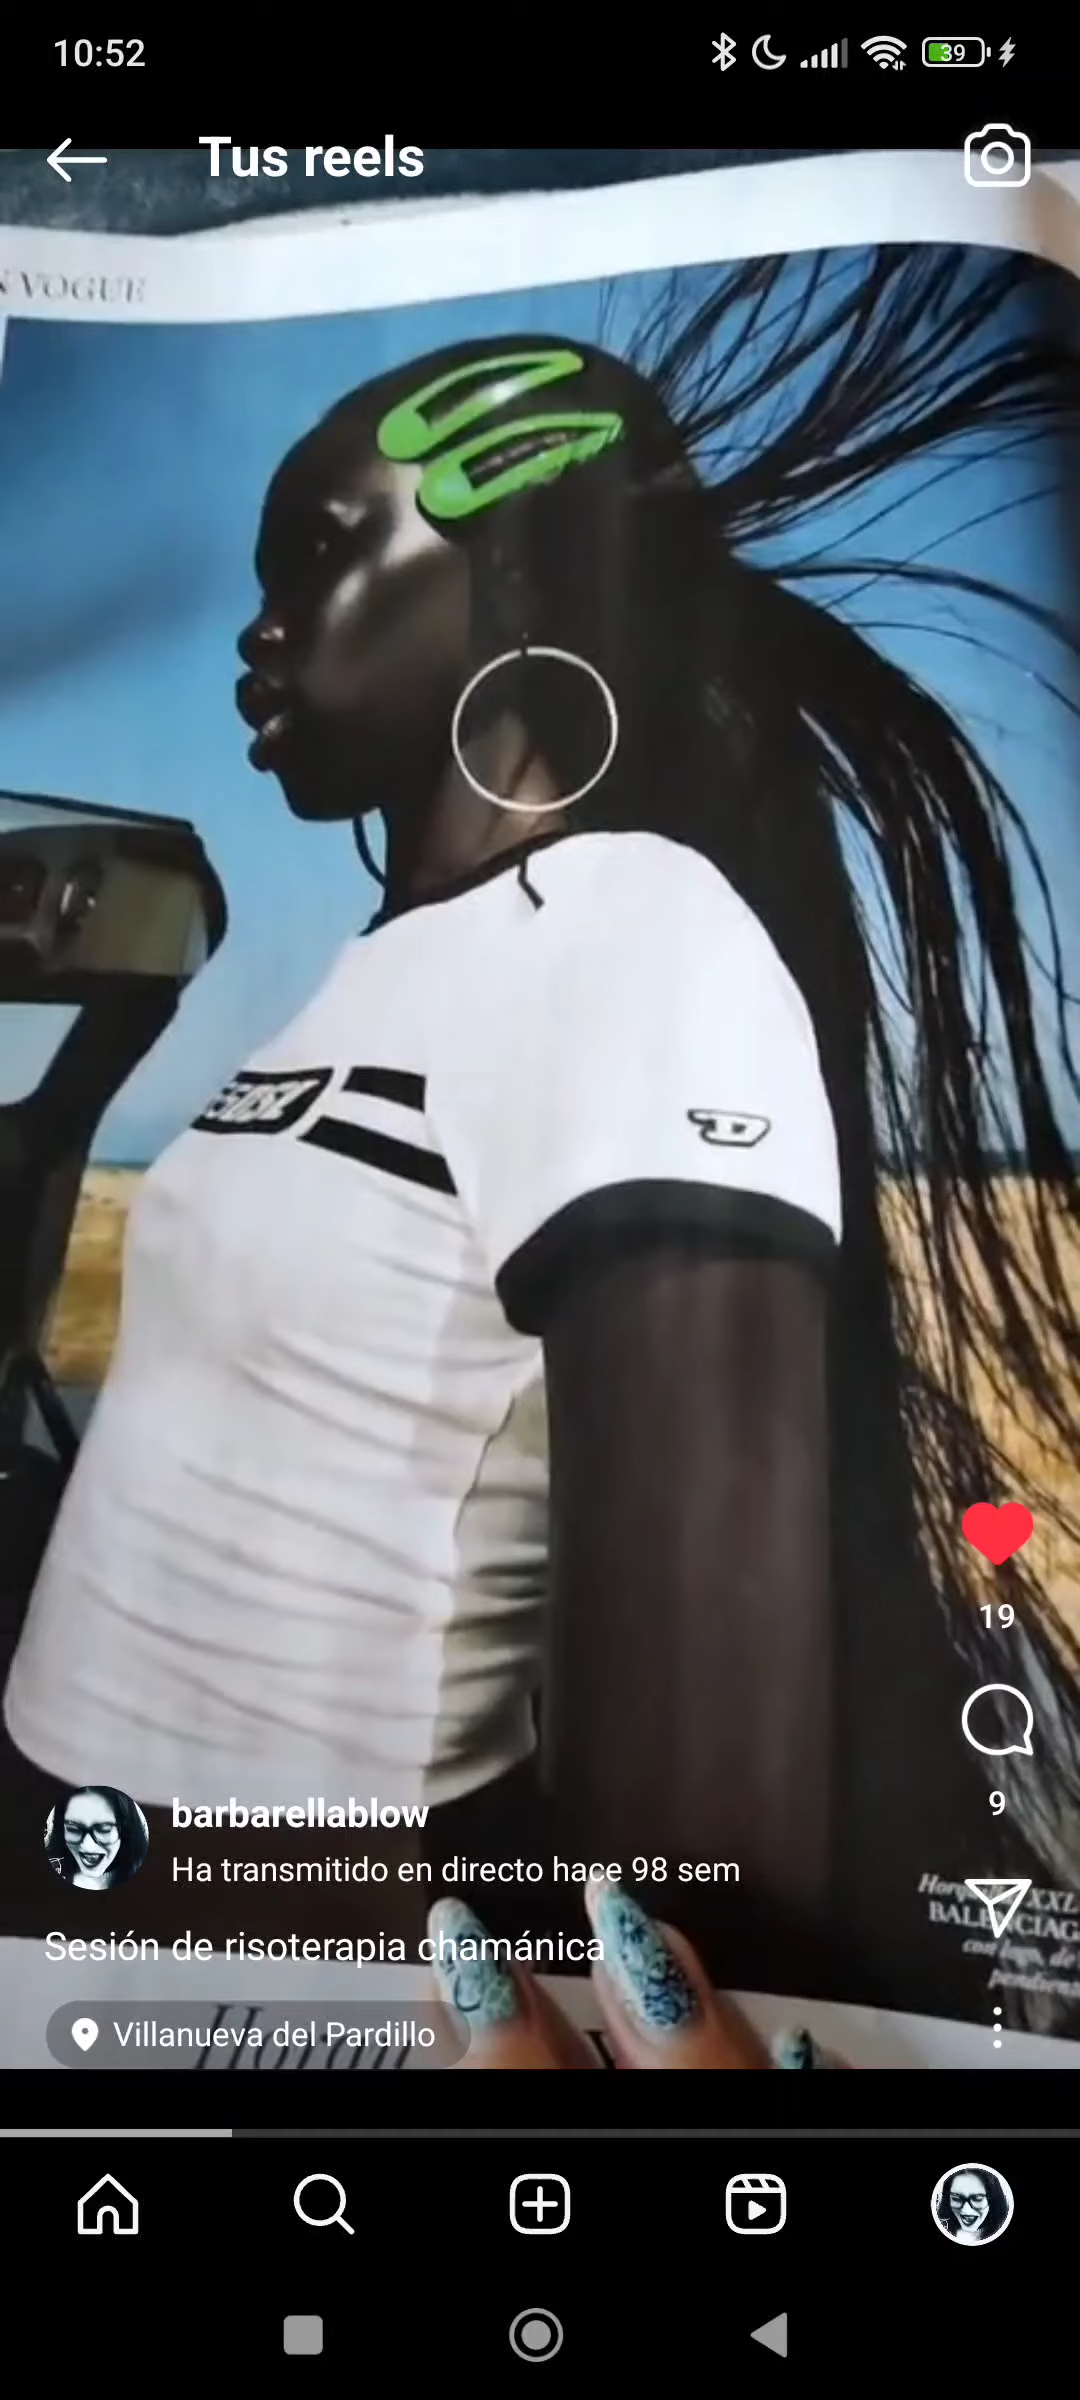 10:52
39
Tus reels
VOGUE
D
19
9
barbarellablow
Ha transmitido en directo hace 98 sem
XXL
Sesión de risoterapia chamánica
Villanueva del Pardillo